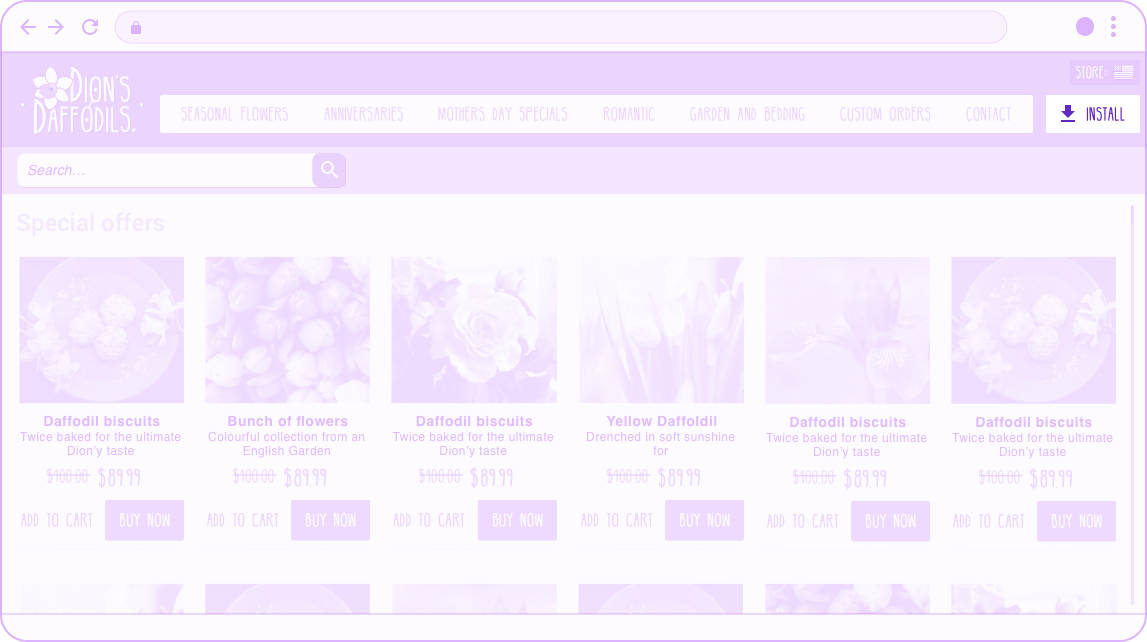 STORE:
DION'S
DAFFODILS.
SEASONAL FLOWERS
ANNIVERSARIES
MOTHERS DAY SPECIALS
ROMANTIC
GARDEN AND BEDDING
CUSTOM ORDERS
CONTACT
INSTALL
Search...
Special offers
Daffodil biscuits
Twice baked for the ultimate
Dion'y taste
$100.00 $89.99
ADD TO CART
BUY NOW
Bunch of flowers
Colourful collection from an
English Garden
$100.00 $89.99
ADD TO CART
BUY NOW
Daffodil biscuits
Twice baked for the ultimate
Dion'y taste
$100.00 $89.99
ADD TO CART
BUY NOW
Yellow Daffoldil
Drenched in soft sunshine
for
$100.00 $89.99
ADD TO CART
BUY NOW
Daffodil biscuits
Twice baked for the ultimate
Dion'y taste
$100.00 $89.99
ADD TO CART
BUY NOW
Daffodil biscuits
Twice baked for the ultimate
Dion'y taste
$100.00 $89.99
ADD TO CART
BUY NOW